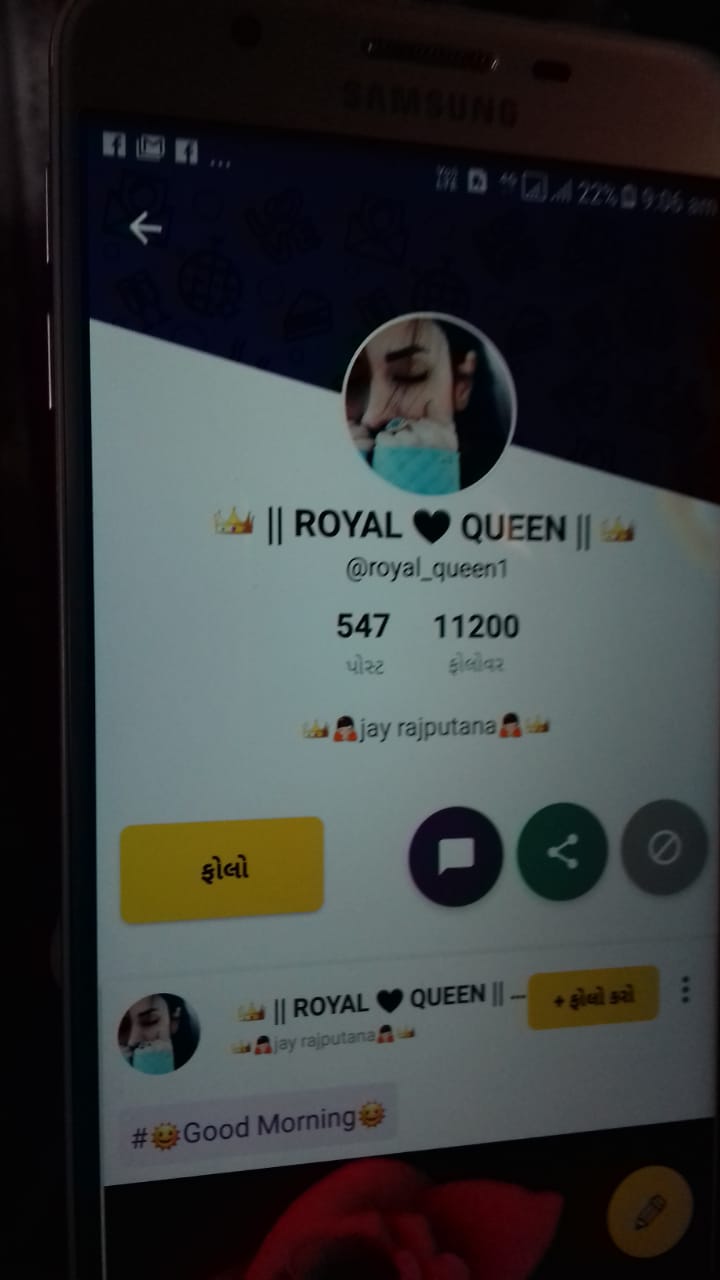 SAMSUNG
22% 9:06 am
👑 || ROYAL 🖤 QUEEN || 👑
@royal_queen1
547 11200
પોસ્ટ ફોલોવર
👑🙇jay rajputana🙇👑
ફોલો
👑 || ROYAL 🖤 QUEEN || --- + ફોલો કરો
👑🙇jay rajputana🙇👑
#🌞Good Morning🌞